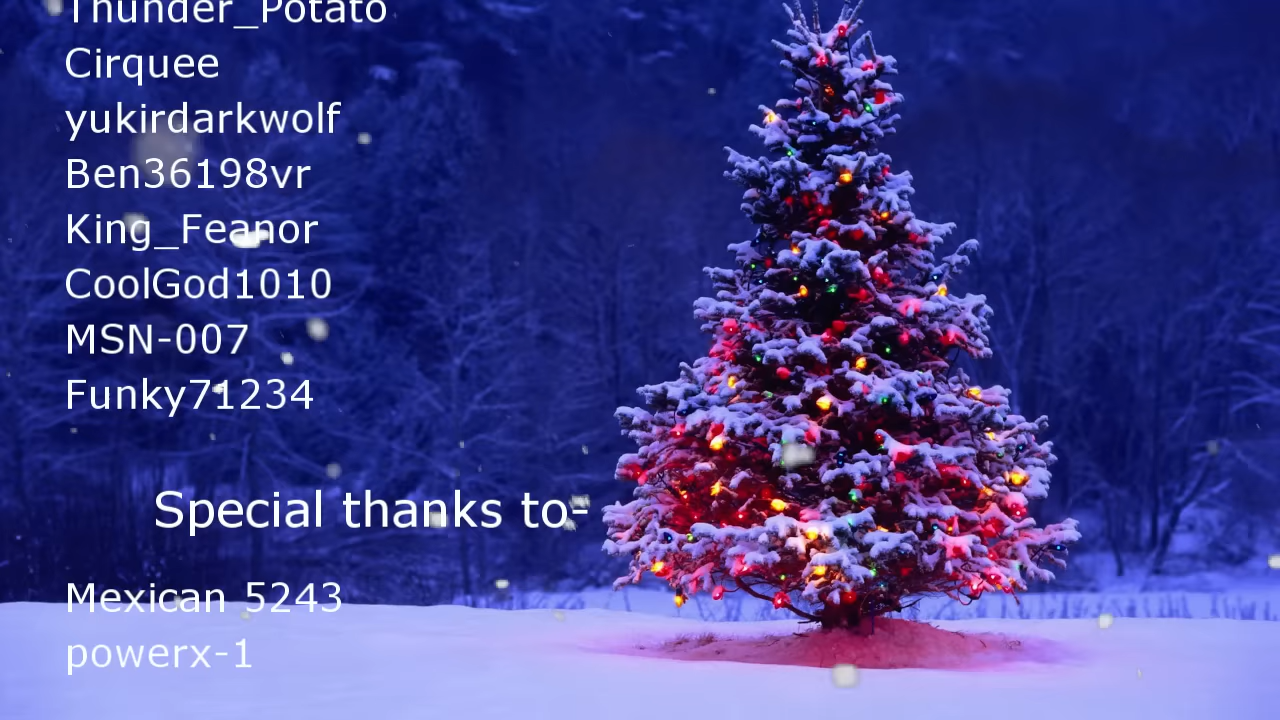 Thunder_Potato
Cirquee
yukirdarkwolf
Ben36198vr
King_Feanor
CoolGod1010
MSN-007
Funky71234
Special thanks to-
Mexican 5243
powerx-1